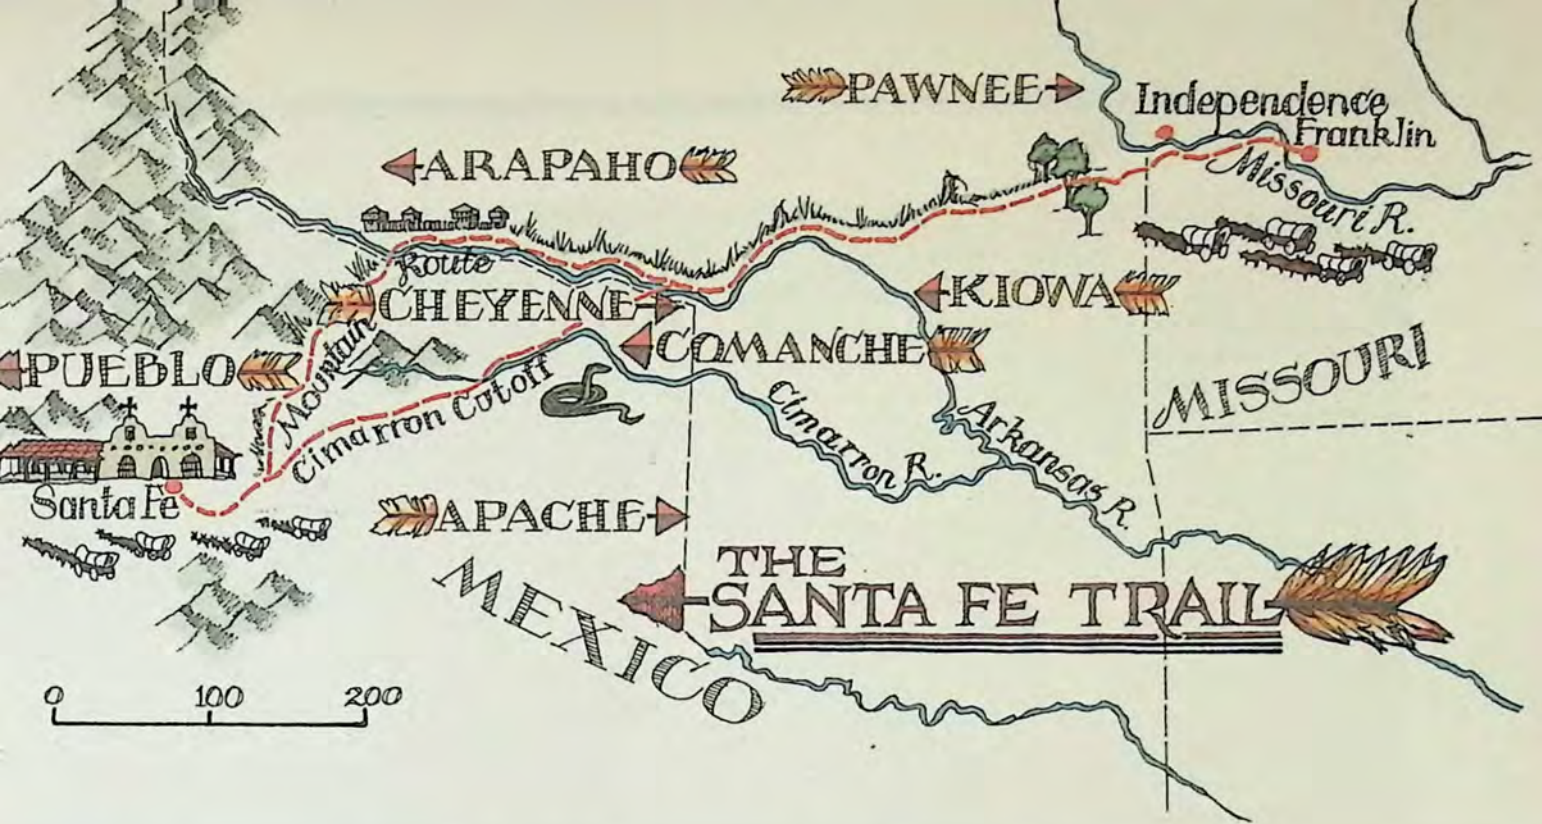 PAWNEE
Independence
Franklin
Missouri R.
ARAPAHO
Route
CHEYENNE
KIOWA
COMANCHE
PUEBLO
Mountain
Cimarron Cutoff
MISSOURI
Cimarron R.
Arkansas R.
Santa Fe
APACHE
MEXICO
THE
SANTA FE TRAIL
0 100 200